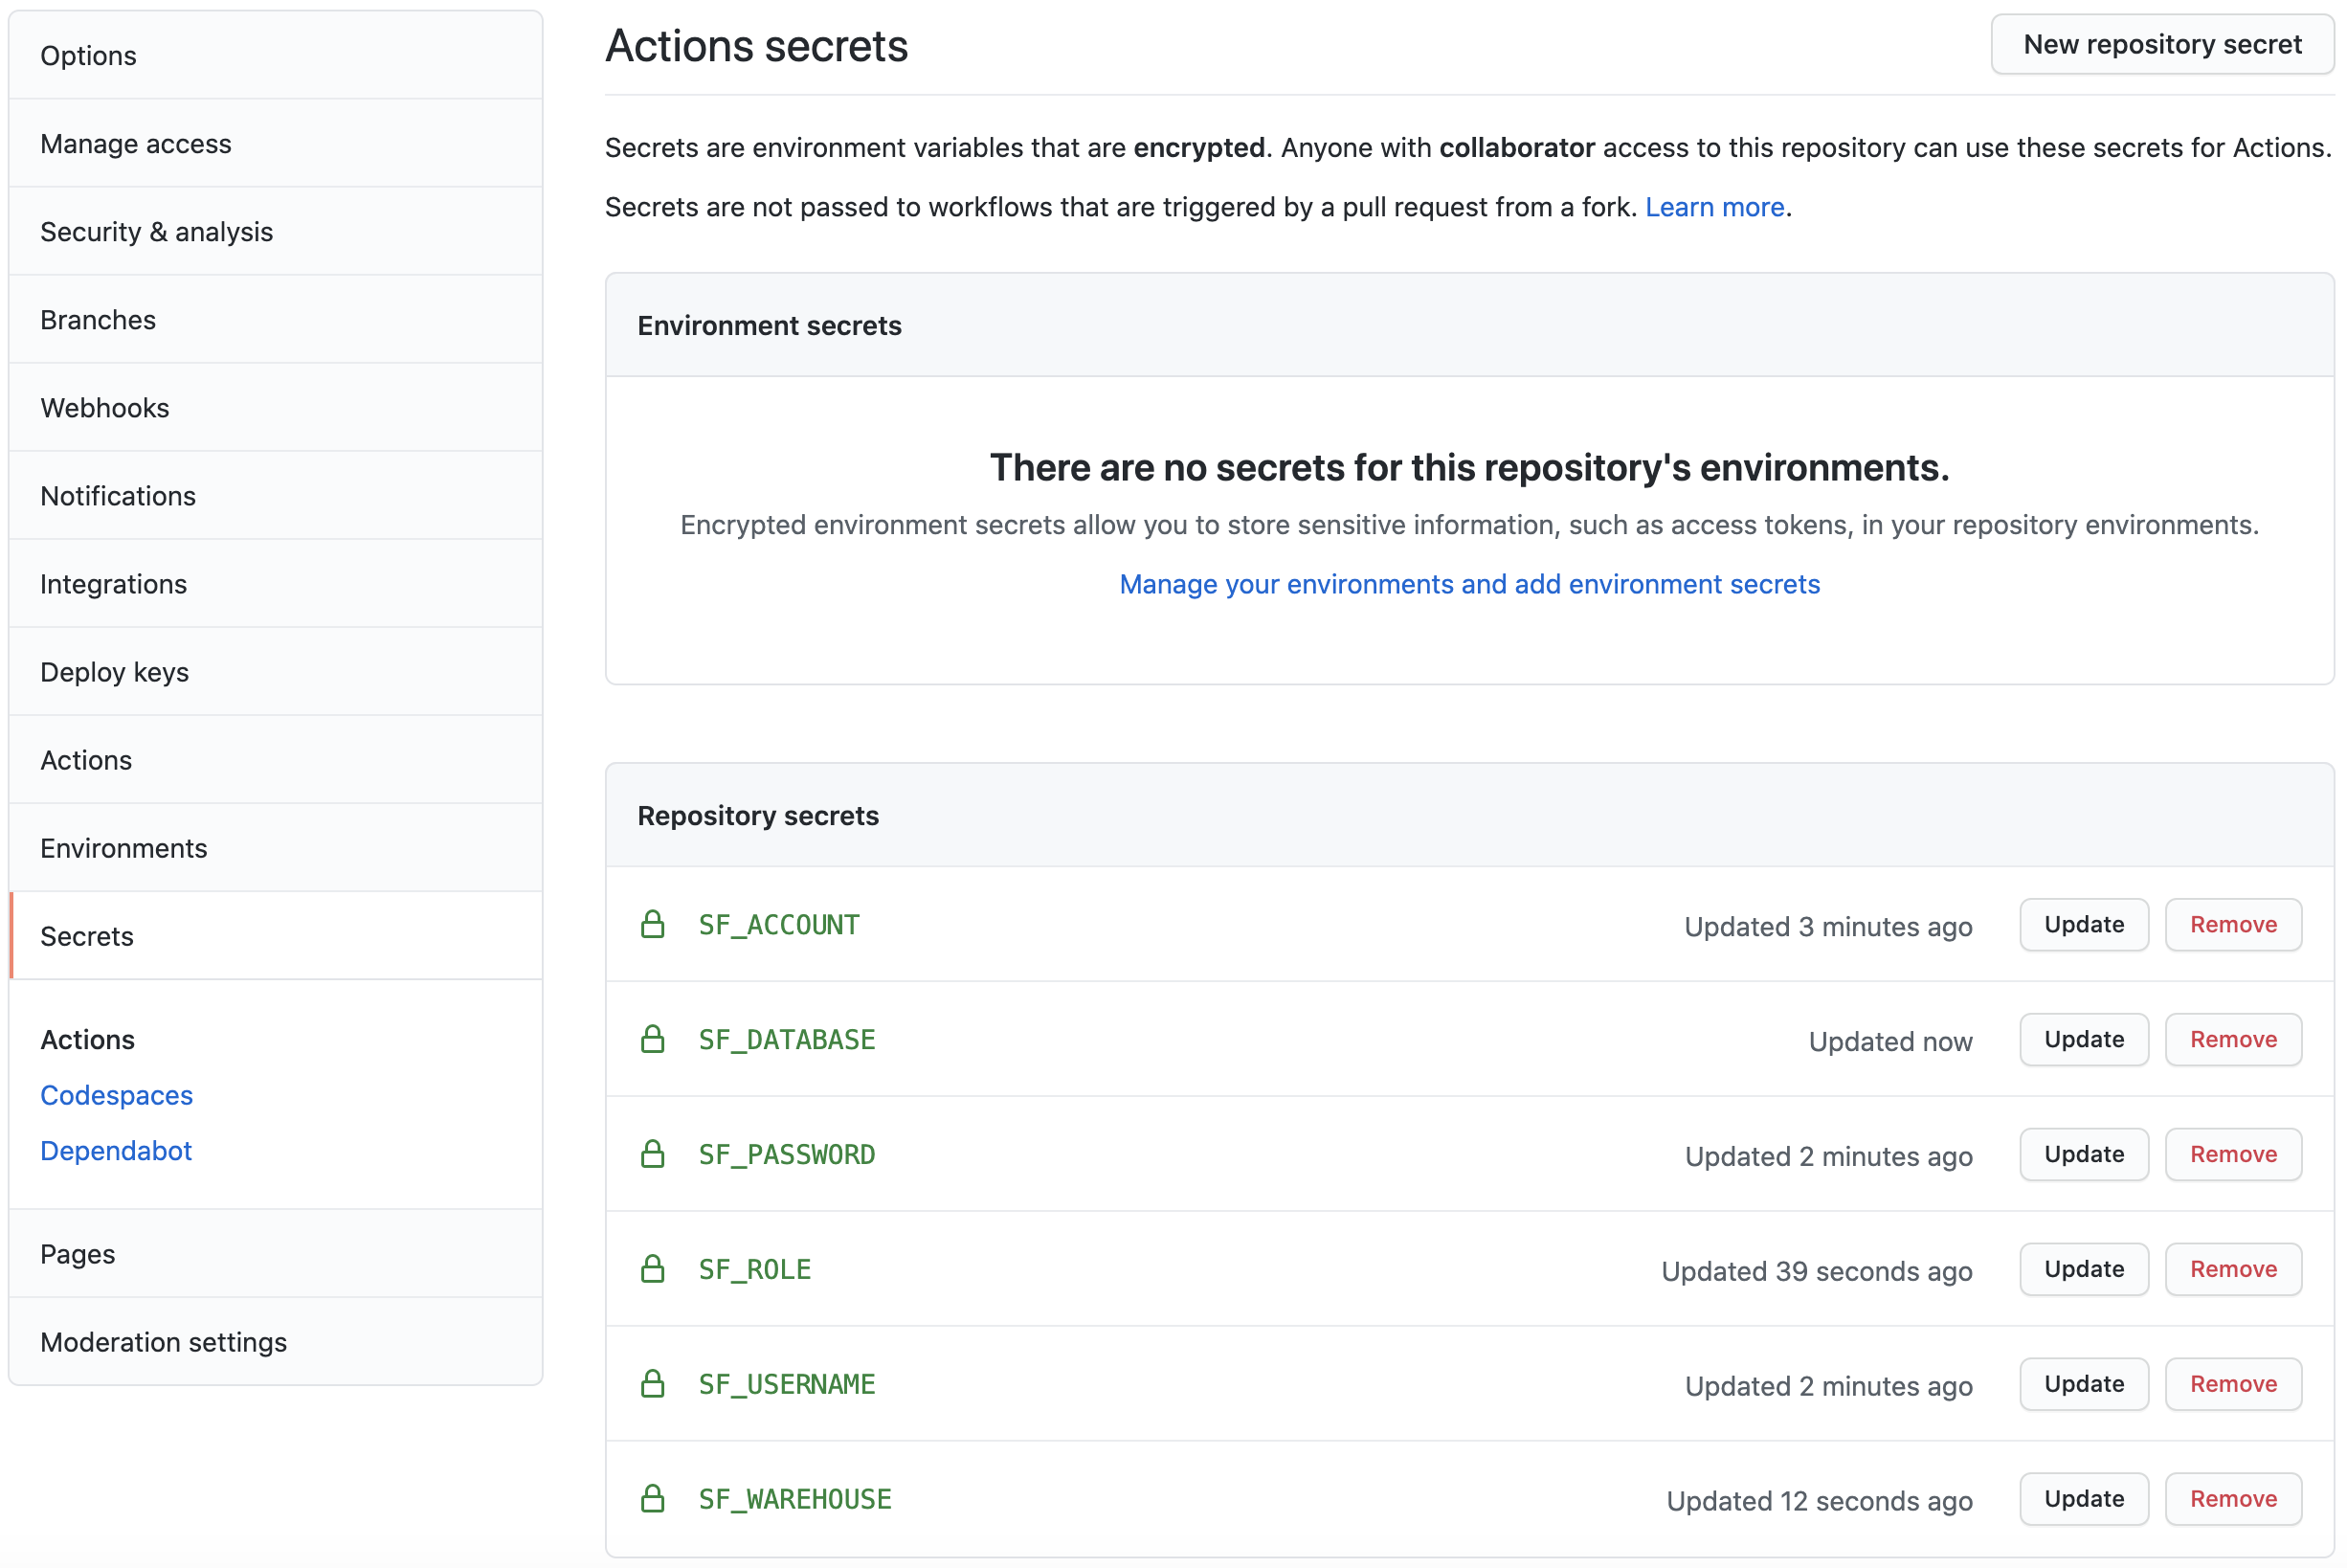 Options
Manage access
Security & analysis
Branches
Webhooks
Notifications
Integrations
Deploy keys
Actions
Environments
Secrets
Actions
Codespaces
Dependabot
Pages
Moderation settings
Actions secrets
New repository secret
Secrets are environment variables that are encrypted. Anyone with collaborator access to this repository can use these secrets for Actions.
Secrets are not passed to workflows that are triggered by a pull request from a fork. Learn more.
Environment secrets
There are no secrets for this repository's environments.
Encrypted environment secrets allow you to store sensitive information, such as access tokens, in your repository environments.
Manage your environments and add environment secrets
Repository secrets
SF_ACCOUNT Updated 3 minutes ago Update Remove
SF_DATABASE Updated now Update Remove
SF_PASSWORD Updated 2 minutes ago Update Remove
SF_ROLE Updated 39 seconds ago Update Remove
SF_USERNAME Updated 2 minutes ago Update Remove
SF_WAREHOUSE Updated 12 seconds ago Update Remove